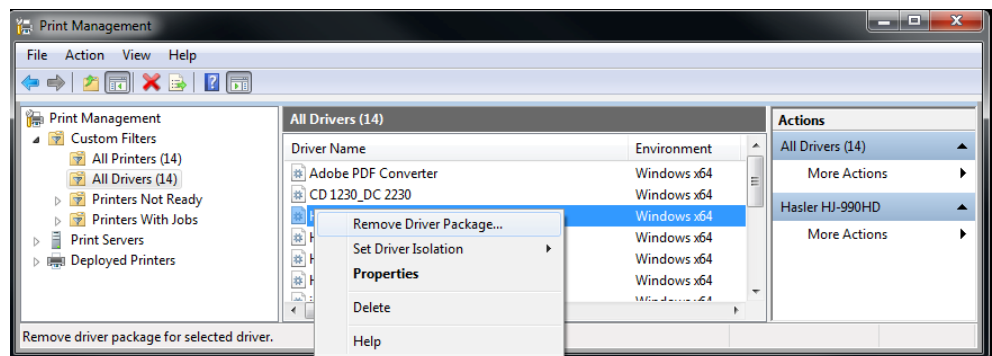 Print Management
File Action View Help
Print Management
Custom Filters
All Printers (14)
All Drivers (14)
Printers Not Ready
Printers With Jobs
Print Servers
Deployed Printers
All Drivers (14)
Driver Name Environment
Adobe PDF Converter Windows x64
CD 1230_DC 2230 Windows x64
Windows x64
Windows x64
Windows x64
Windows x64
Remove Driver Package...
Set Driver Isolation
Properties
Delete
Help
Actions
All Drivers (14)
More Actions
Hasler HJ-990HD
More Actions
Remove driver package for selected driver.